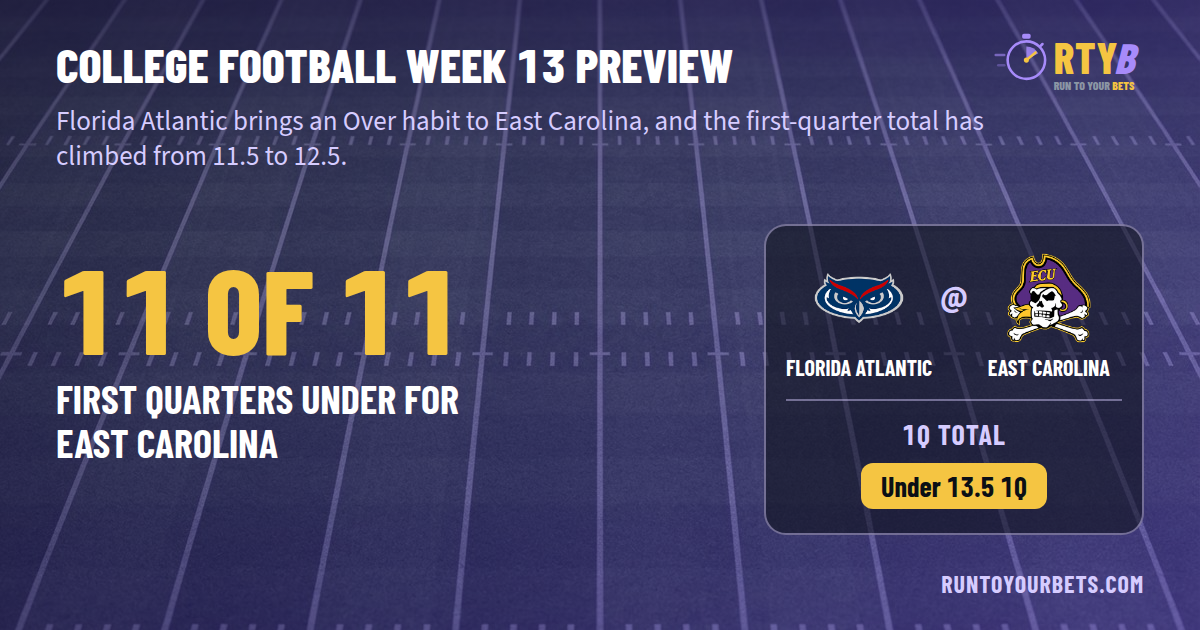 COLLEGE FOOTBALL WEEK 13 PREVIEW
RTYB
RUN TO YOUR BETS
Florida Atlantic brings an Over habit to East Carolina, and the first-quarter total has
climbed from 11.5 to 12.5.
11 OF 11
FIRST QUARTERS UNDER FOR
EAST CAROLINA
ECU
@
FLORIDA ATLANTIC
EAST CAROLINA
1Q TOTAL
Under 13.5 1Q
RUNTOYOURBETS.COM